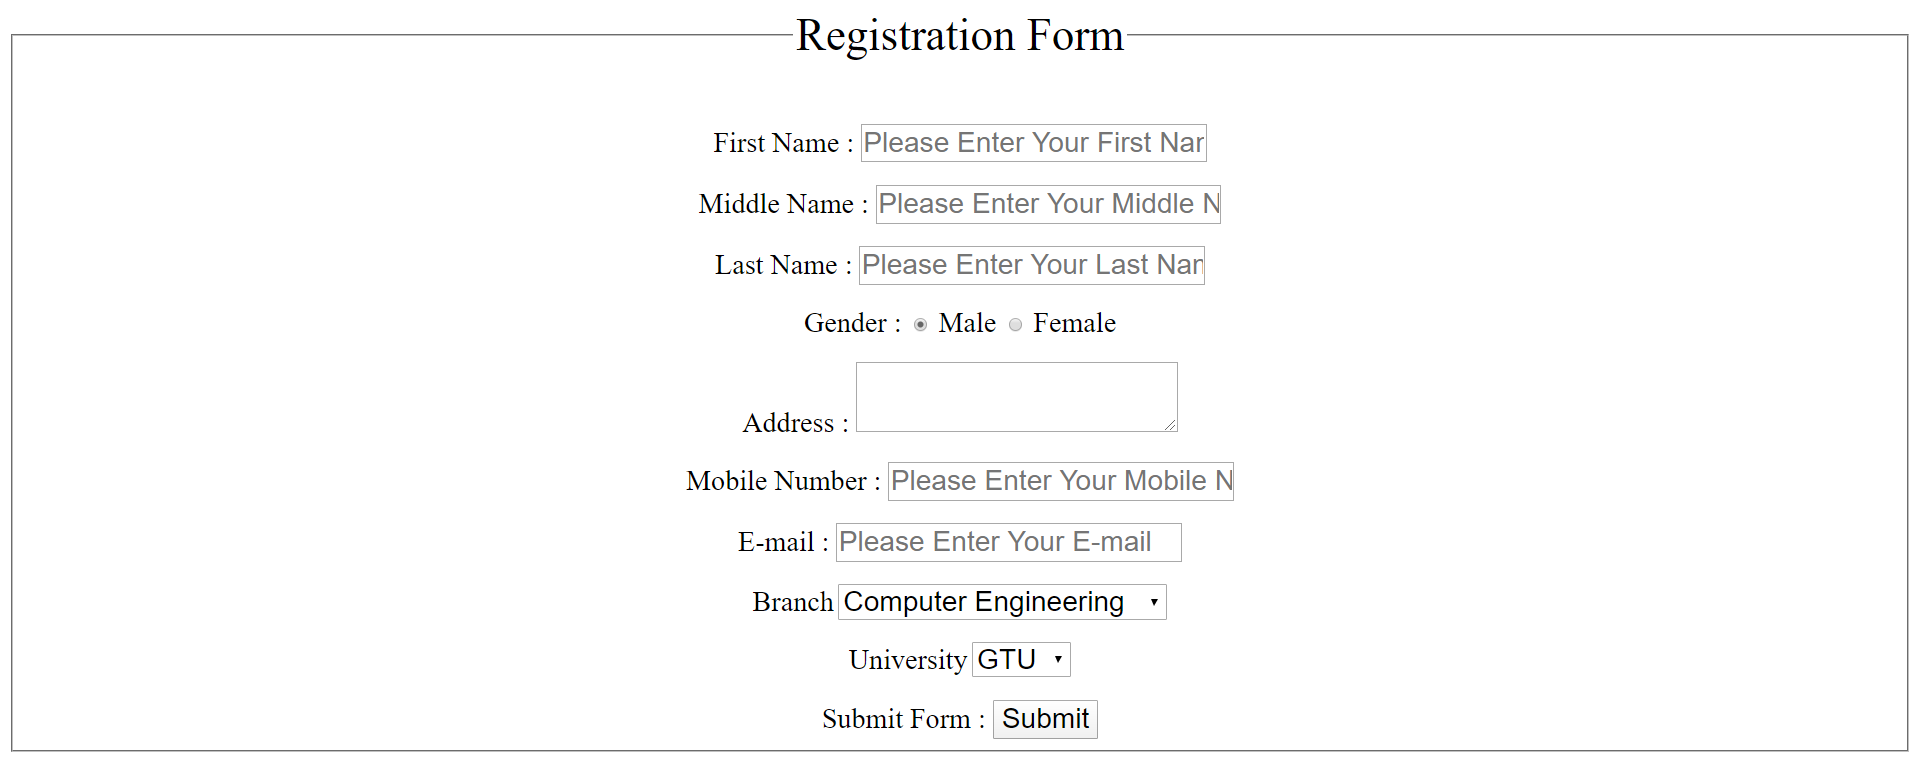 Registration Form
First Name : Please Enter Your First Nar
Middle Name : Please Enter Your Middle N
Last Name : Please Enter Your Last Nan
Gender : Male Female
Address :
Mobile Number : Please Enter Your Mobile N
E-mail : Please Enter Your E-mail
Branch Computer Engineering
University GTU
Submit Form : Submit